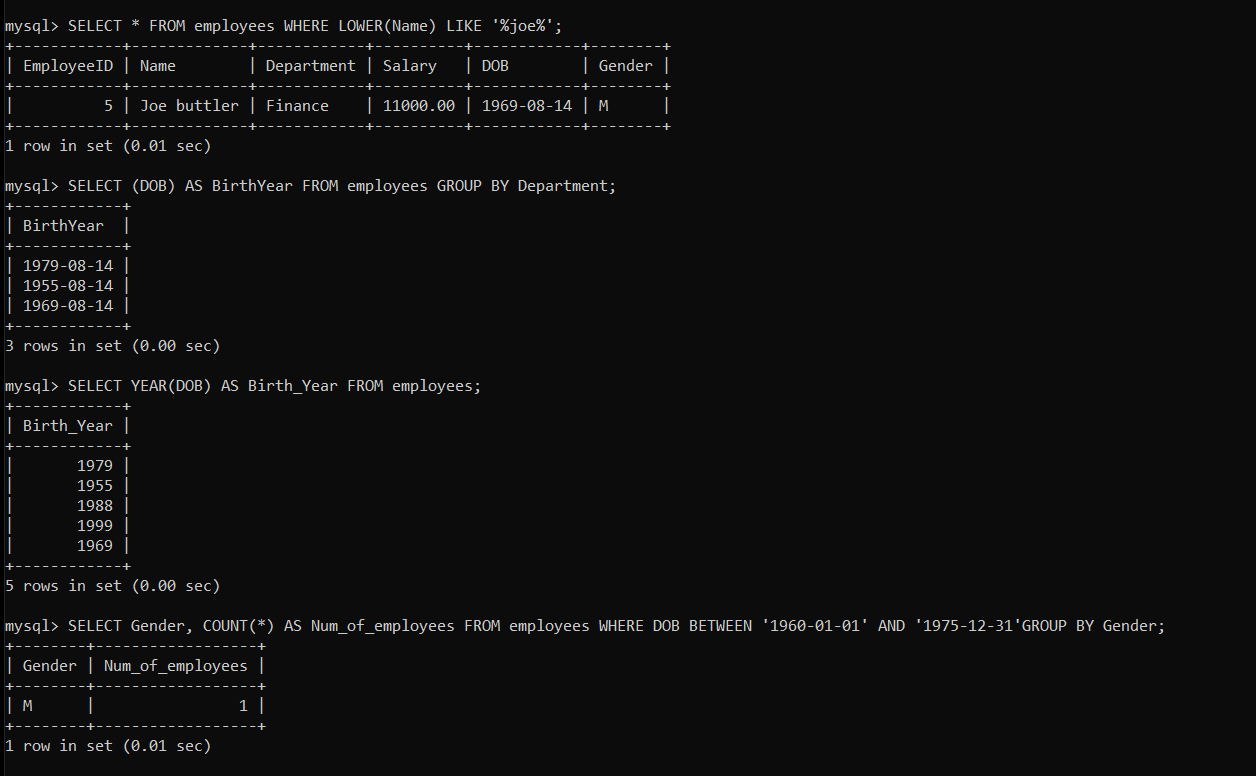 mysql> SELECT * FROM employees WHERE LOWER(Name) LIKE '%joe%';
+------------+-------------+------------+----------+------------+--------+
| EmployeeID | Name        | Department | Salary   | DOB        | Gender |
+------------+-------------+------------+----------+------------+--------+
|          5 | Joe buttler | Finance    | 11000.00 | 1969-08-14 | M      |
+------------+-------------+------------+----------+------------+--------+
1 row in set (0.01 sec)

mysql> SELECT (DOB) AS BirthYear FROM employees GROUP BY Department;
+------------+
| BirthYear  |
+------------+
| 1979-08-14 |
| 1955-08-14 |
| 1969-08-14 |
+------------+
3 rows in set (0.00 sec)

mysql> SELECT YEAR(DOB) AS Birth_Year FROM employees;
+------------+
| Birth_Year |
+------------+
|       1979 |
|       1955 |
|       1988 |
|       1999 |
|       1969 |
+------------+
5 rows in set (0.00 sec)

mysql> SELECT Gender, COUNT(*) AS Num_of_employees FROM employees WHERE DOB BETWEEN '1960-01-01' AND '1975-12-31'GROUP BY Gender;
+--------+------------------+
| Gender | Num_of_employees |
+--------+------------------+
| M      |                1 |
+--------+------------------+
1 row in set (0.01 sec)